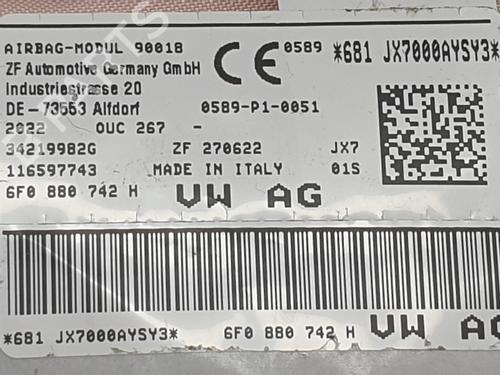 AIRBAG-MODUL 90018
ZF Automotive Germany GmbH
Industriestrasse 20
DE-73553 Alfdorf
2022 OUC 267 -
34219982G
116597743
6F0 880 742 H
CE 0589
0589-P1-0051
ZF 270622
MADE IN ITALY
VW AG
*681 JX7000AYSY3*
JX7
01S
*681 JX7000AYSY3*
6F0 880 742 H
VW AG